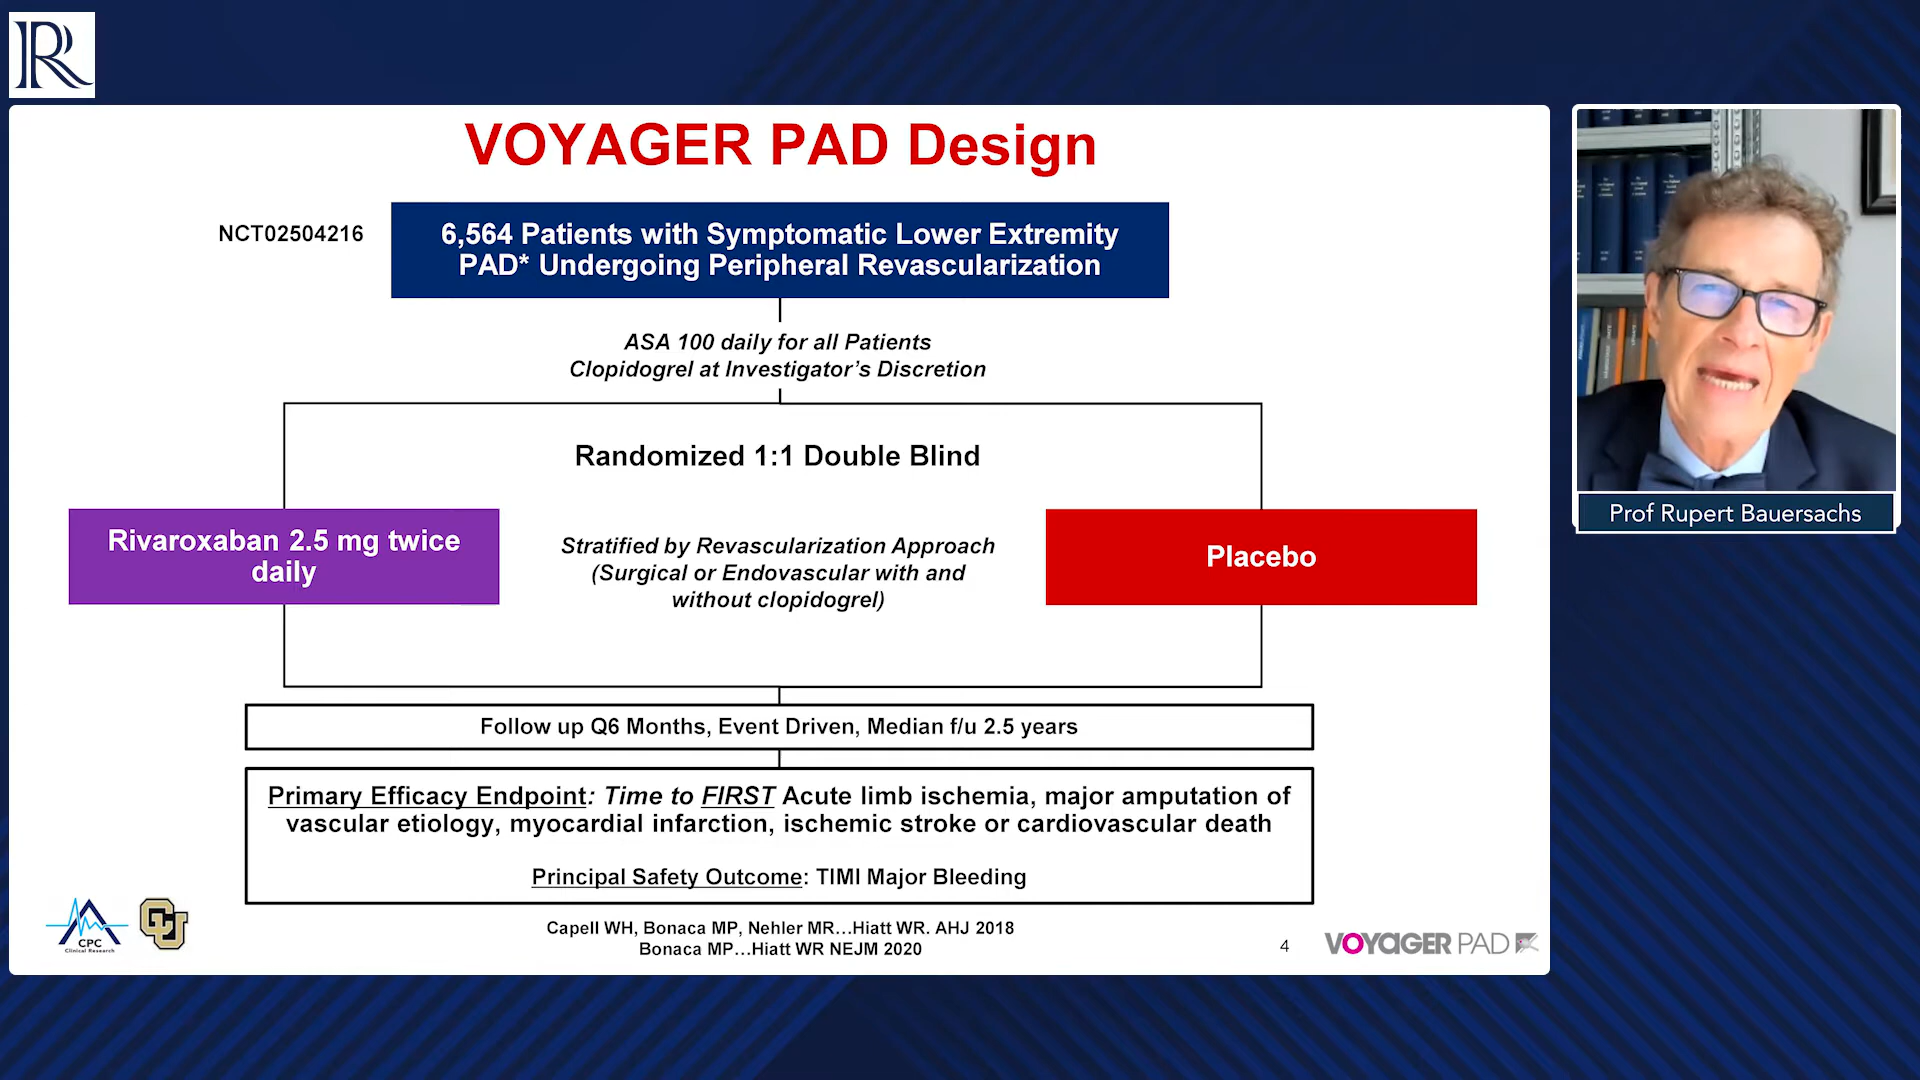 R
VOYAGER PAD Design
NCT02504216
6,564 Patients with Symptomatic Lower Extremity
PAD* Undergoing Peripheral Revascularization
ASA 100 daily for all Patients
Clopidogrel at Investigator's Discretion
Randomized 1:1 Double Blind
Rivaroxaban 2.5 mg twice
daily
Stratified by Revascularization Approach
(Surgical or Endovascular with and
without clopidogrel)
Placebo
Follow up Q6 Months, Event Driven, Median f/u 2.5 years
Primary Efficacy Endpoint: Time to FIRST Acute limb ischemia, major amputation of
vascular etiology, myocardial infarction, ischemic stroke or cardiovascular death
Principal Safety Outcome: TIMI Major Bleeding
CPC
Clinical Research
CU
Capell WH, Bonaca MP, Nehler MR...Hiatt WR. AHJ 2018
Bonaca MP...Hiatt WR NEJM 2020
4
VOYAGER PAD
Prof Rupert Bauersachs